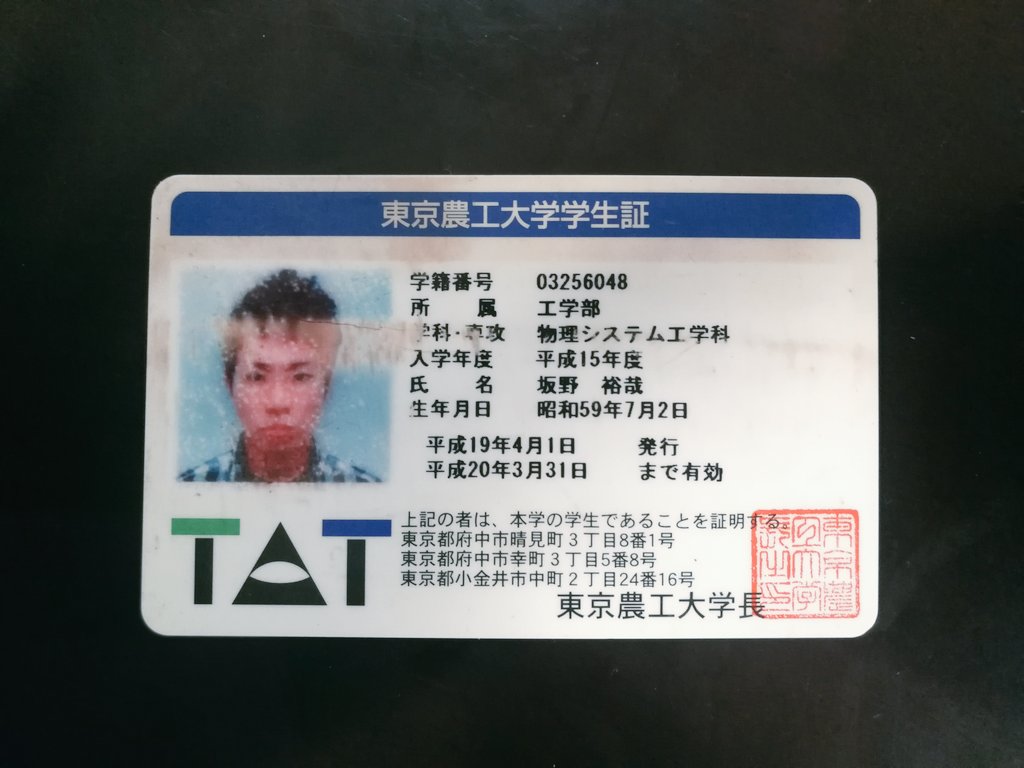 東京農工大学学生証
学籍番号 03256048
所 属 工学部
学科・専攻 物理システム工学科
入学年度 平成15年度
氏 名 坂野 裕哉
生年月日 昭和59年7月2日
平成19年4月1日 発行
平成20年3月31日 まで有効
TAT
上記の者は、本学の学生であることを証明する。
東京都府中市晴見町3丁目8番1号
東京都府中市幸町3丁目5番8号
東京都小金井市中町2丁目24番16号
東京農工大学長